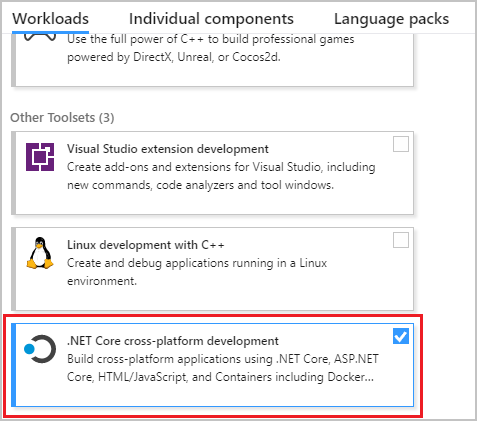 Workloads Individual components Language packs
Use the full power of C++ to build professional games
powered by DirectX, Unreal, or Cocos2d.
Other Toolsets (3)
Visual Studio extension development
Create add-ons and extensions for Visual Studio, including
new commands, code analyzers and tool windows.
Linux development with C++
Create and debug applications running in a Linux
environment.
.NET Core cross-platform development
Build cross-platform applications using .NET Core, ASP.NET
Core, HTML/JavaScript, and Containers including Docker...